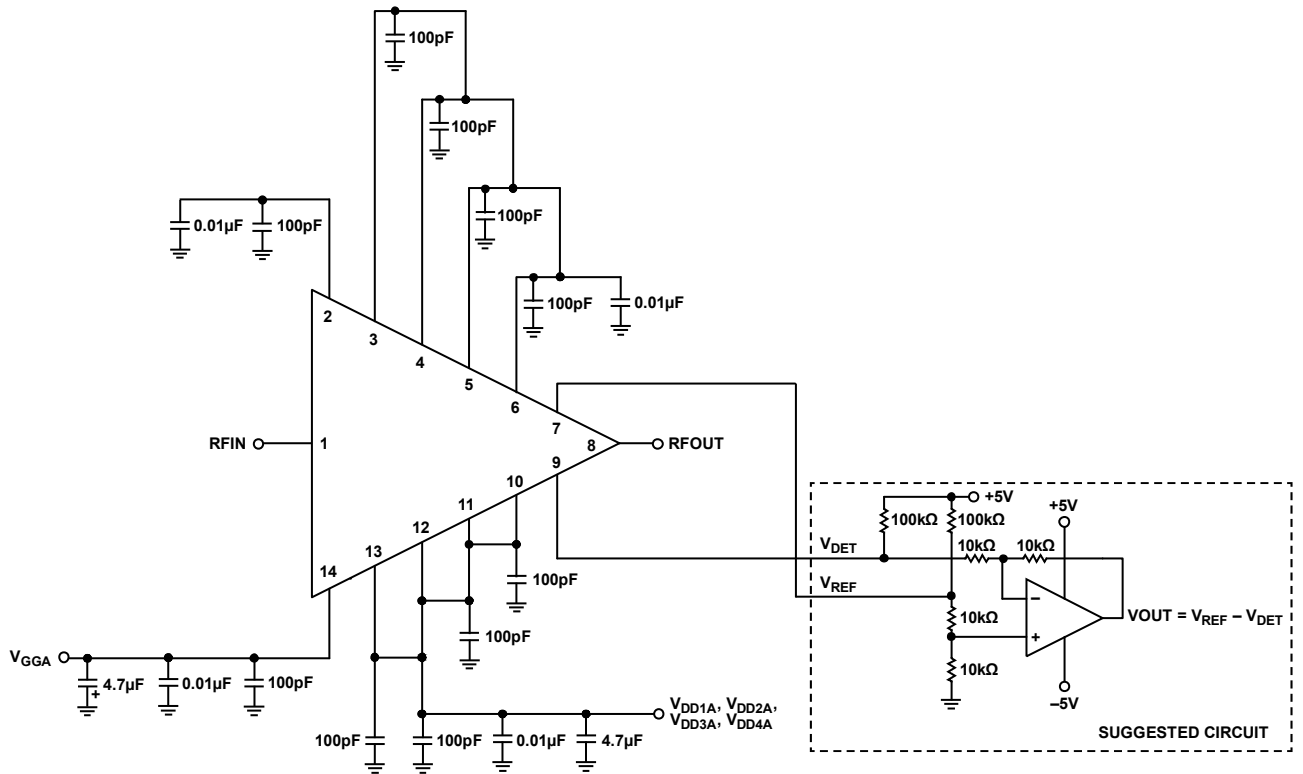 100pF
100pF
0.01µF
100pF
100pF
100pF
0.01µF
2
3
4
5
6
7
RFIN
1
8
RFOUT
9
10
11
12
13
14
+5V
+5V
100kΩ
100kΩ
VDET
10kΩ
10kΩ
VREF
10kΩ
–
+
VOUT = VREF – VDET
10kΩ
–5V
SUGGESTED CIRCUIT
100pF
100pF
VGGA
4.7µF
+
0.01µF
100pF
VDD1A, VDD2A,
VDD3A, VDD4A
100pF
100pF
0.01µF
4.7µF